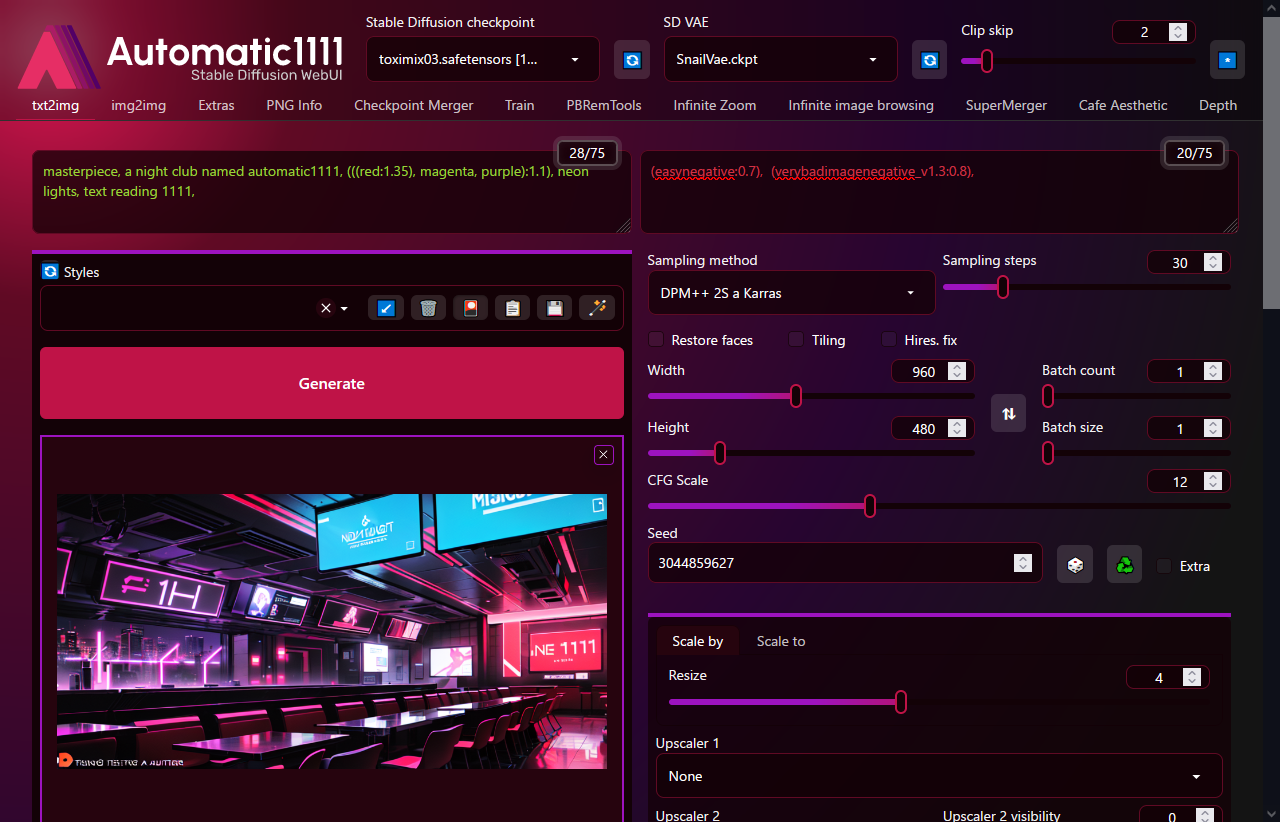 Automatic1111
Stable Diffusion WebUI
Stable Diffusion checkpoint
toximix03.safetensors [1...
SD VAE
SnailVae.ckpt
Clip skip
2
txt2img
img2img
Extras
PNG Info
Checkpoint Merger
Train
PBRemTools
Infinite Zoom
Infinite image browsing
SuperMerger
Cafe Aesthetic
Depth
28/75
masterpiece, a night club named automatic1111, (((red:1.35), magenta, purple):1.1), neon
lights, text reading 1111,
20/75
(easynegative:0.7), (verybadimagenegative_v1.3:0.8),
Styles
Generate
NE 1111
Sampling method
DPM++ 2S a Karras
Sampling steps
30
Restore faces
Tiling
Hires. fix
Width
960
Height
480
Batch count
1
Batch size
1
CFG Scale
12
Seed
3044859627
Extra
Scale by
Scale to
Resize
4
Upscaler 1
None
Upscaler 2
Upscaler 2 visibility
0